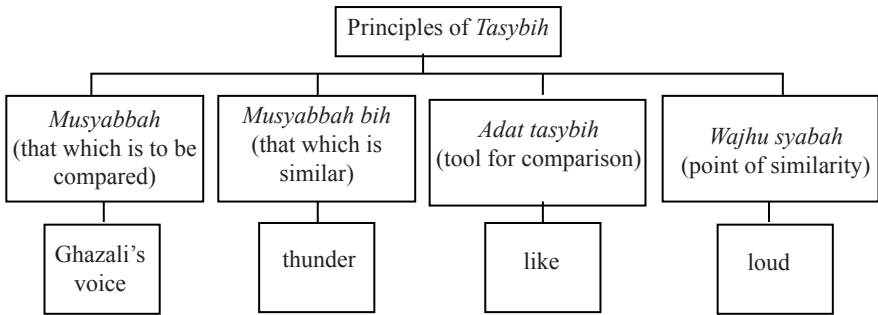 Principles of Tasybih
Musyabbah
(that which is to be
compared)
Musyabbah bih
(that which is
similar)
Adat tasybih
(tool for comparison)
Wajhu syabah
(point of similarity)
Ghazali’s
voice
thunder
like
loud